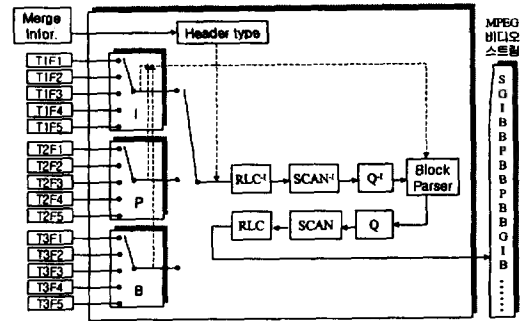 Merge
Infor.
Header type
MPEG
비디오
스트림
T1F1
T1F2
T1F3
T1F4
T1F5
I
T2F1
T2F2
T2F3
T2F4
T2F5
P
T3F1
T3F2
T3F3
T3F4
T3F5
B
RLC⁻¹
SCAN⁻¹
Q⁻¹
Block
Parser
RLC
SCAN
Q
S
G
I
B
B
P
B
B
P
B
B
G
I
B
......